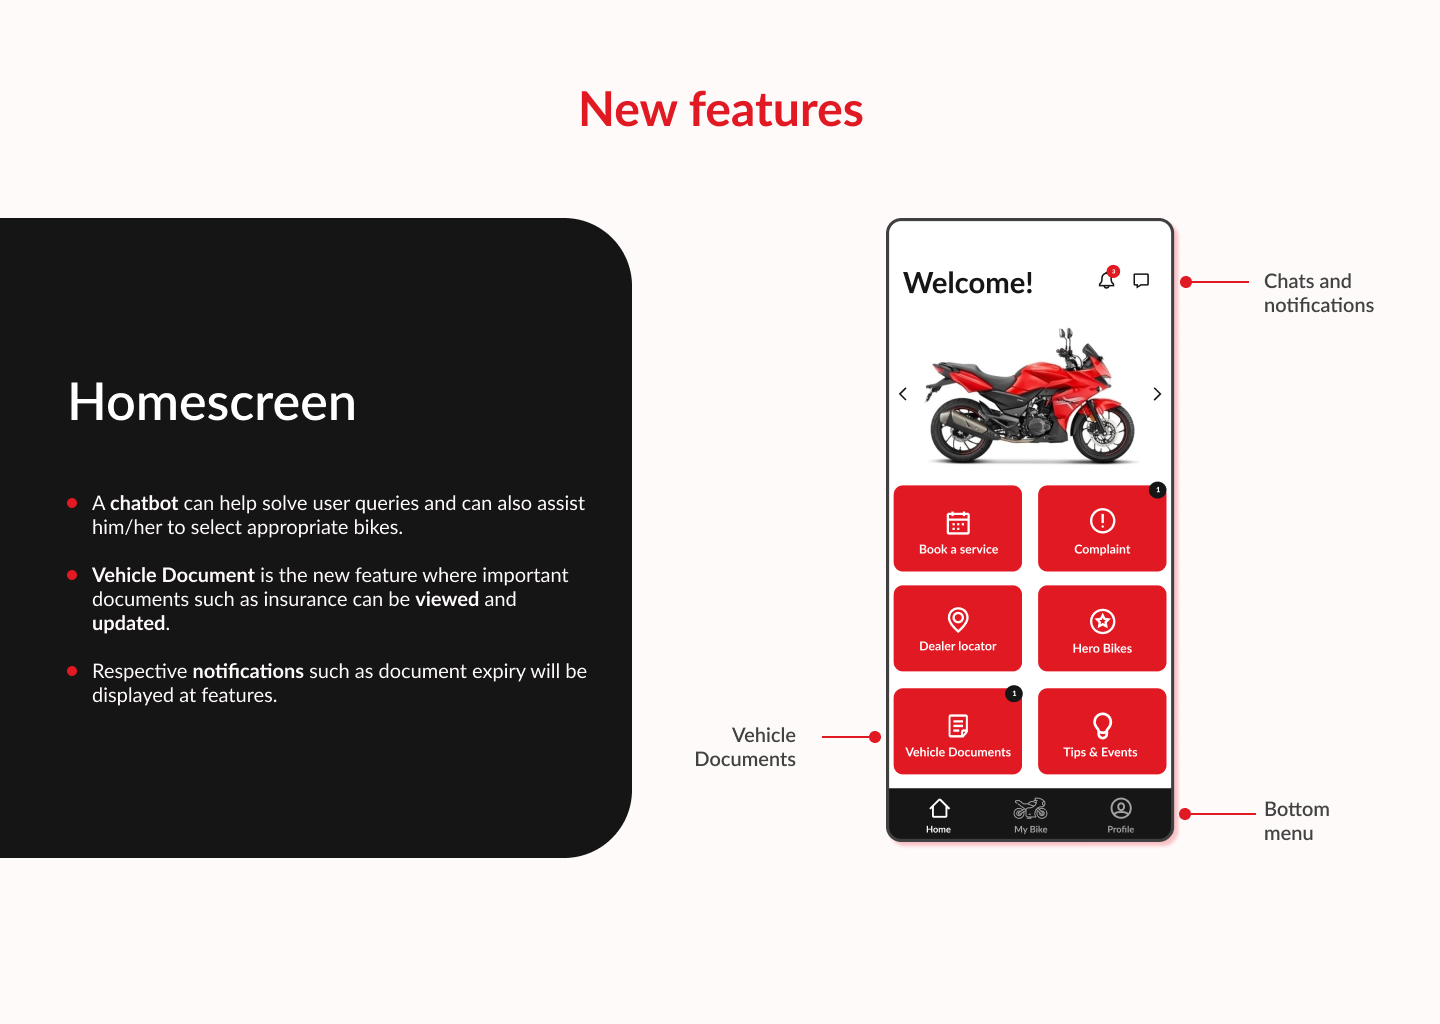 New features
Homescreen
A chatbot can help solve user queries and can also assist
him/her to select appropriate bikes.
Vehicle Document is the new feature where important
documents such as insurance can be viewed and
updated.
Respective notifications such as document expiry will be
displayed at features.
Welcome!
3
Chats and
notifications
1
Book a service
Complaint
Dealer locator
Hero Bikes
1
Vehicle Documents
Tips & Events
Vehicle
Documents
Home
My Bike
Profile
Bottom
menu